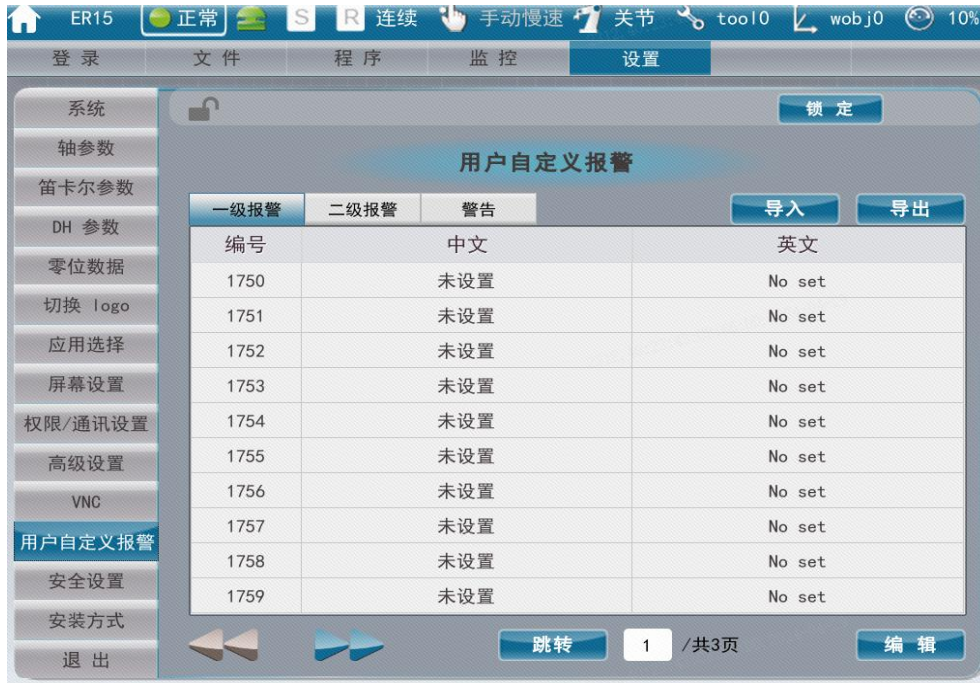 ER15 正常 S R 连续 手动慢速 关节 tool0 wobj0 10%
登录 文件 程序 监控 设置
系统
轴参数
笛卡尔参数
DH 参数
零位数据
切换 logo
应用选择
屏幕设置
权限/通讯设置
高级设置
VNC
用户自定义报警
安全设置
安装方式
退出
锁定
用户自定义报警
一级报警 二级报警 警告 导入 导出
编号 中文 英文
1750 未设置 No set
1751 未设置 No set
1752 未设置 No set
1753 未设置 No set
1754 未设置 No set
1755 未设置 No set
1756 未设置 No set
1757 未设置 No set
1758 未设置 No set
1759 未设置 No set
跳转 1 /共3页 编辑